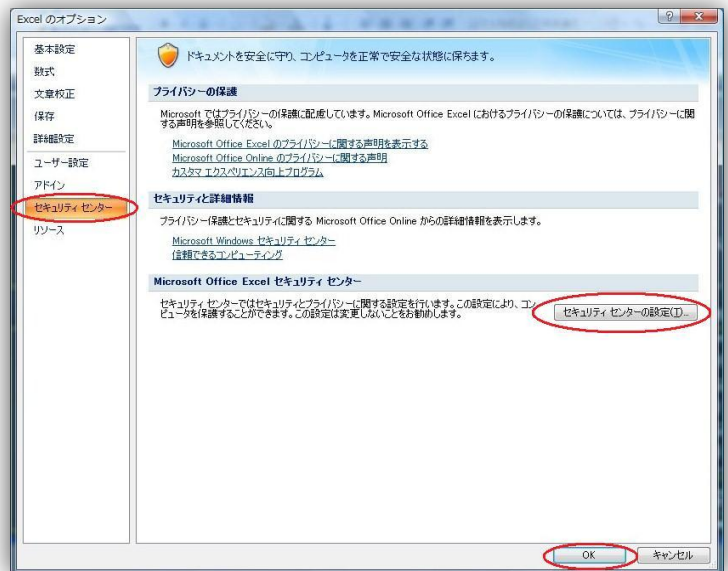 Excel のオプション
基本設定
数式
文章校正
保存
詳細設定
ユーザー設定
アドイン
セキュリティ センター
リソース
ドキュメントを安全に守り、コンピュータを正常で安全な状態に保ちます。
プライバシーの保護
Microsoft ではプライバシーの保護に配慮しています。Microsoft Office Excel におけるプライバシーの保護については、プライバシーに関
する声明を参照してください。
Microsoft Office Excel のプライバシーに関する声明を表示する
Microsoft Office Online のプライバシーに関する声明
カスタマ エクスペリエンス向上プログラム
セキュリティと詳細情報
プライバシー保護とセキュリティに関する Microsoft Office Online からの詳細情報を表示します。
Microsoft Windows セキュリティ センター
信頼できるコンピューティング
Microsoft Office Excel セキュリティ センター
セキュリティ センターではセキュリティとプライバシーに関する設定を行います。この設定により、コン
ピュータを保護することができます。この設定は変更しないことをお勧めします。
セキュリティ センターの設定(T)...
OK
キャンセル